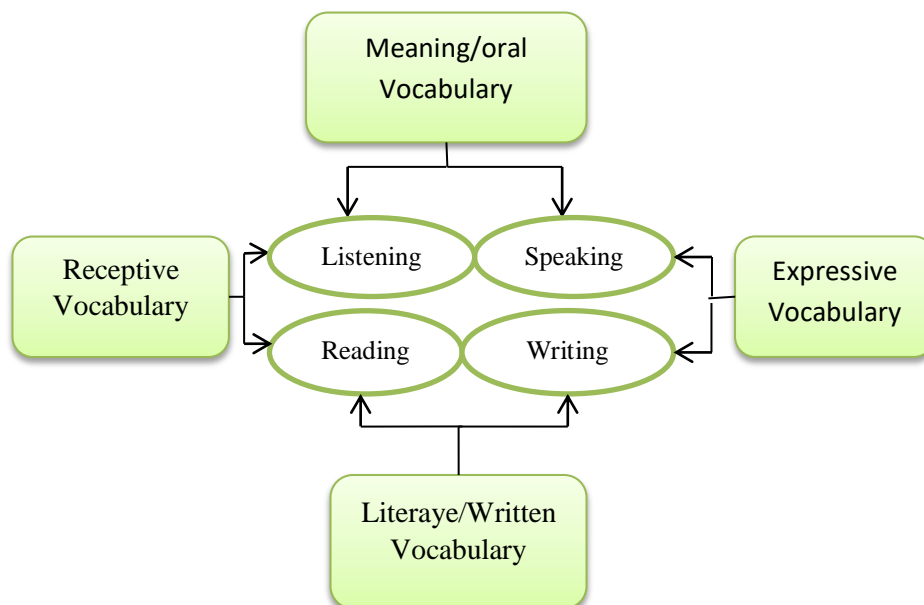 Meaning/oral
Vocabulary
Listening
Speaking
Receptive
Vocabulary
Expressive
Vocabulary
Reading
Writing
Literaye/Written
Vocabulary